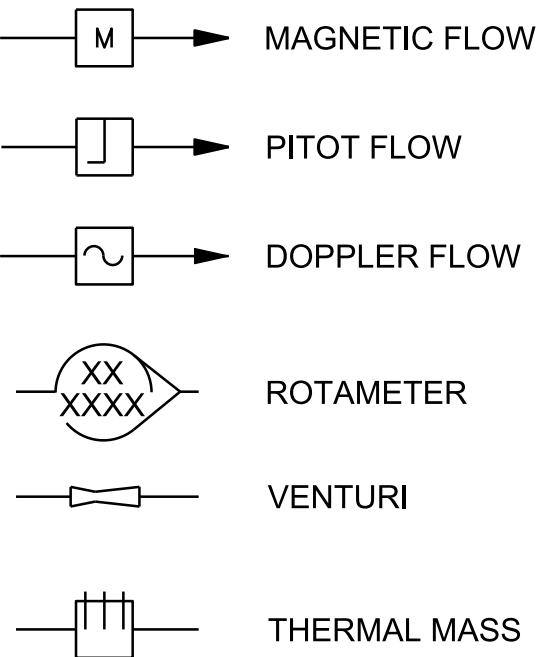 M MAGNETIC FLOW
PITOT FLOW
DOPPLER FLOW
XX
XXXX
ROTAMETER
VENTURI
THERMAL MASS